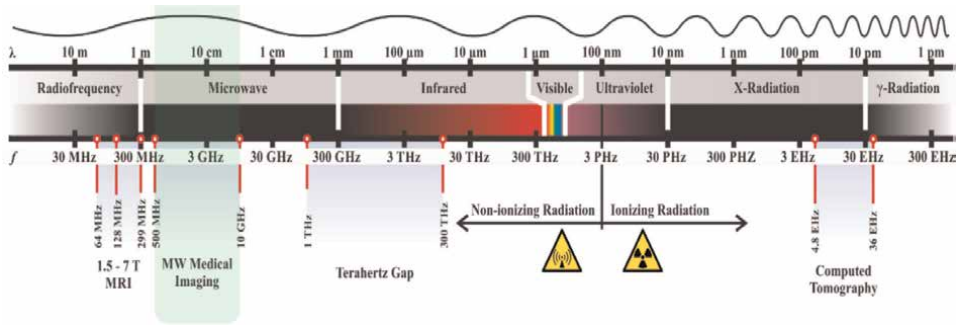 λ 10 m 1 m 10 cm 1 cm 1 mm 100 µm 10 µm 1 µm 100 nm 10 nm 1 nm 100 pm 10 pm 1 pm
Radiofrequency Microwave Infrared Visible Ultraviolet X-Radiation γ-Radiation
f 30 MHz 300 MHz 3 GHz 30 GHz 300 GHz 3 THz 30 THz 300 THz 3 PHz 30 PHz 300 PHZ 3 EHz 30 EHz 300 EHz
64 MHz 128 MHz 299 MHz 500 MHz 10 GHz 1 THz 300 THz 4.8 EHz 36 EHz
Non-ionizing Radiation Ionizing Radiation
1.5 - 7 T
MRI
MW Medical
Imaging
Terahertz Gap
Computed
Tomography